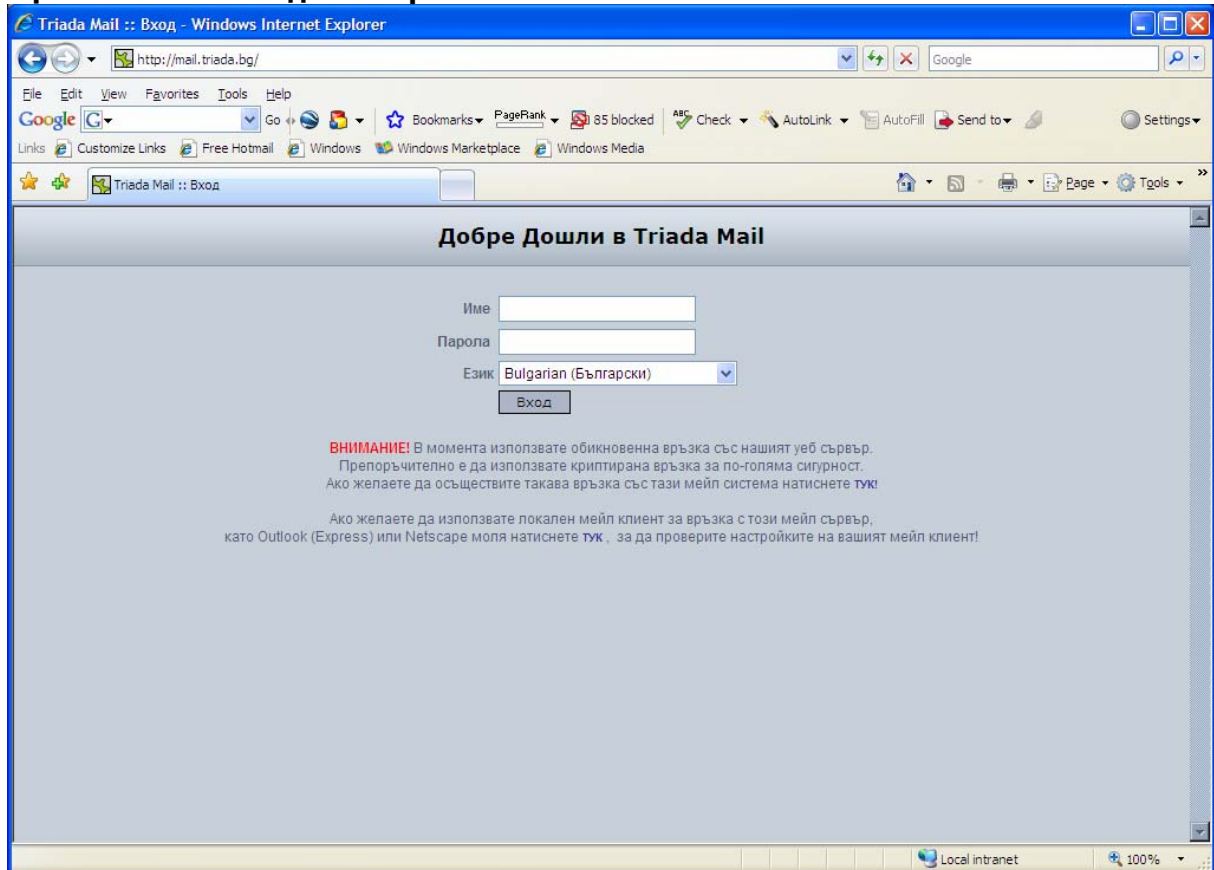 Triada Mail :: Вход - Windows Internet Explorer
http://mail.triada.bg/
Google
File Edit View Favorites Tools Help
Google G Go Bookmarks PageRank 85 blocked ABC Check AutoLink AutoFill Send to Settings
Links Customize Links Free Hotmail Windows Windows Marketplace Windows Media
Triada Mail :: Вход
Page Tools »
Добре Дошли в Triada Mail
Име
Парола
Език Bulgarian (Български)
Вход
ВНИМАНИЕ! В момента използвате обикновенна връзка със нашият уеб сървър.
Препоръчително е да използвате криптирана връзка за по-голяма сигурност.
Ако желаете да осъществите такава връзка със тази мейл система натиснете тук!
Ако желаете да използвате локален мейл клиент за връзка с този мейл сървър,
като Outlook (Express) или Netscape моля натиснете тук , за да проверите настройките на вашият мейл клиент!
Local intranet 100%